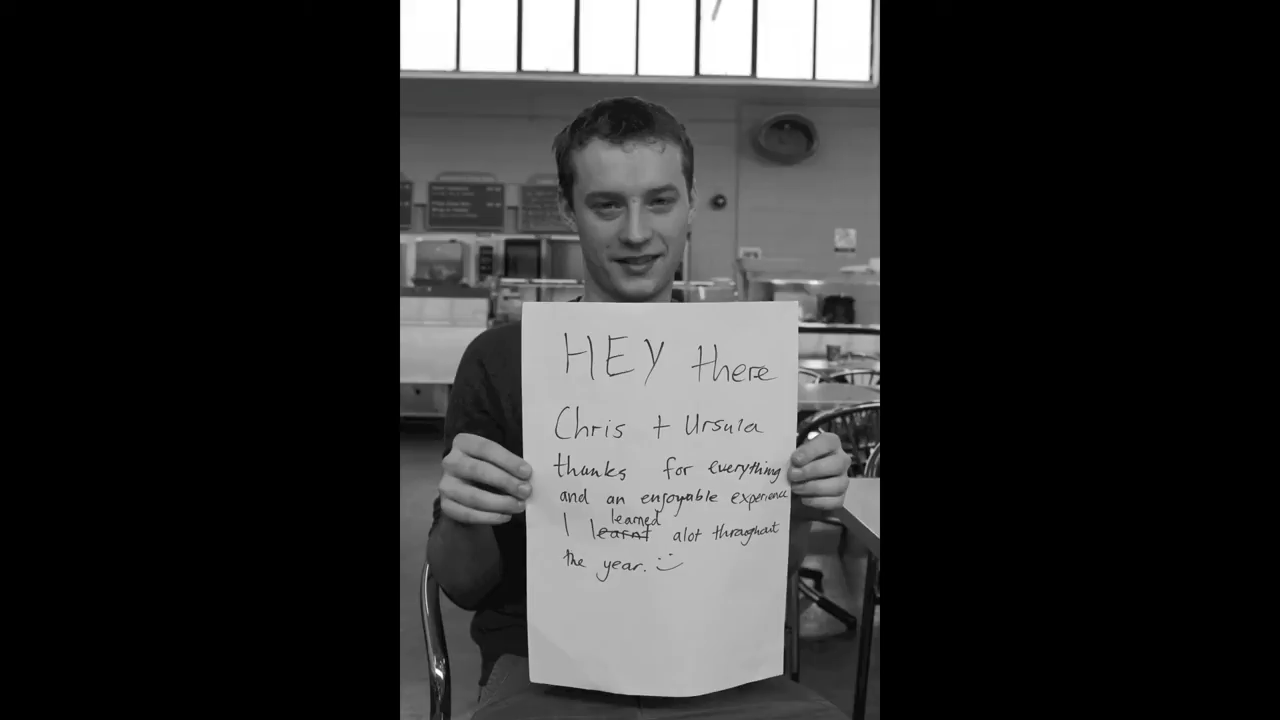 HEY there
Chris + Ursula
thanks for everything
and an enjoyable experience
I learnt learned alot throughout
the year. :)